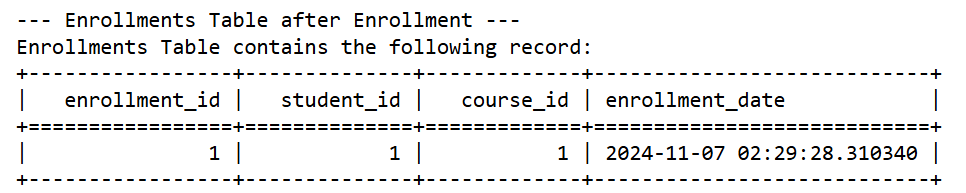 --- Enrollments Table after Enrollment ---
Enrollments Table contains the following record:
+-----------------+--------------+-------------+----------------------------+
|   enrollment_id |   student_id |   course_id | enrollment_date            |
+=================+==============+=============+============================+
|               1 |            1 |           1 | 2024-11-07 02:29:28.310340 |
+-----------------+--------------+-------------+----------------------------+